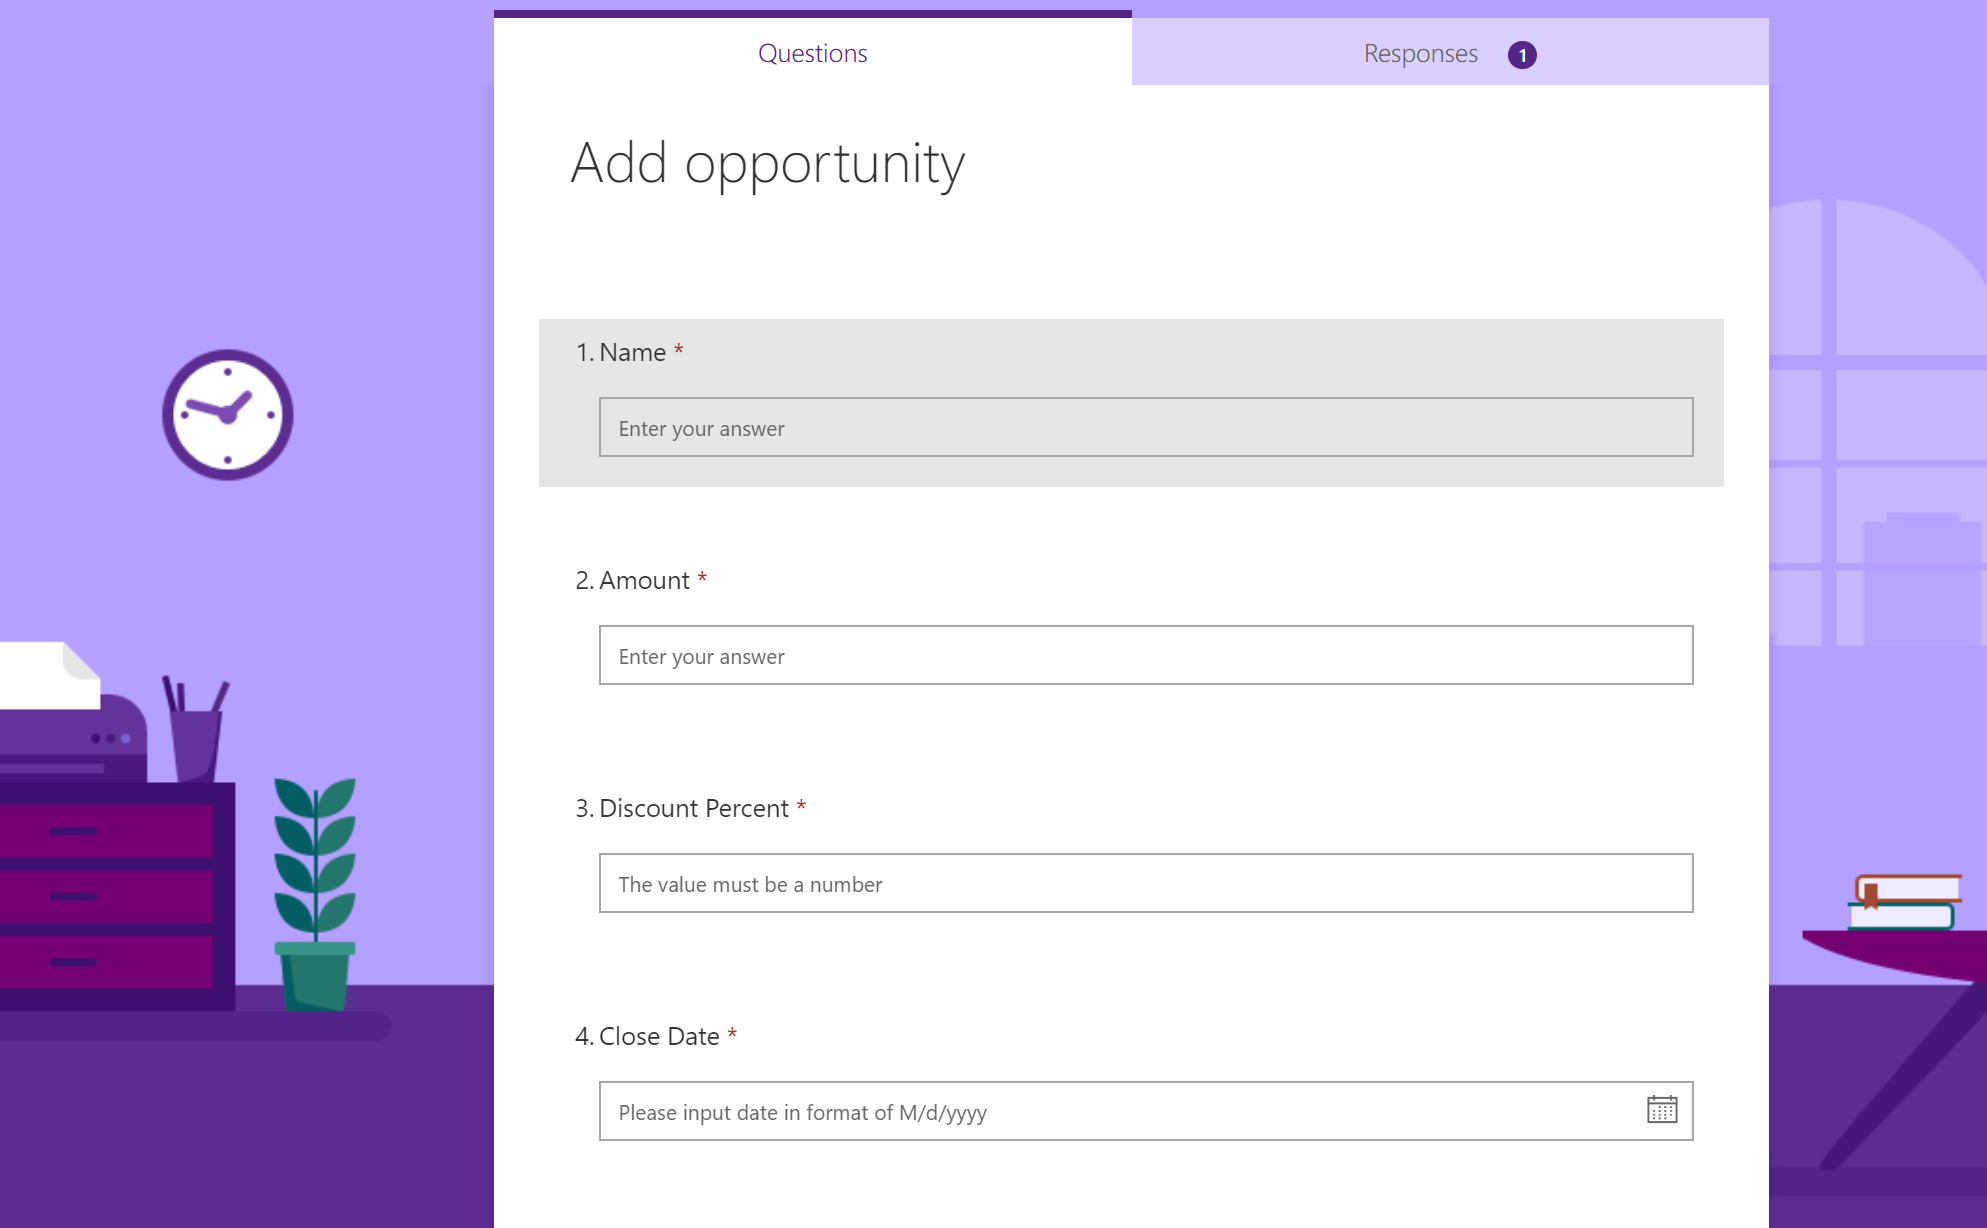 Questions
Responses 1
Add opportunity
1. Name *
Enter your answer
2. Amount *
Enter your answer
3. Discount Percent *
The value must be a number
4. Close Date *
Please input date in format of M/d/yyyy